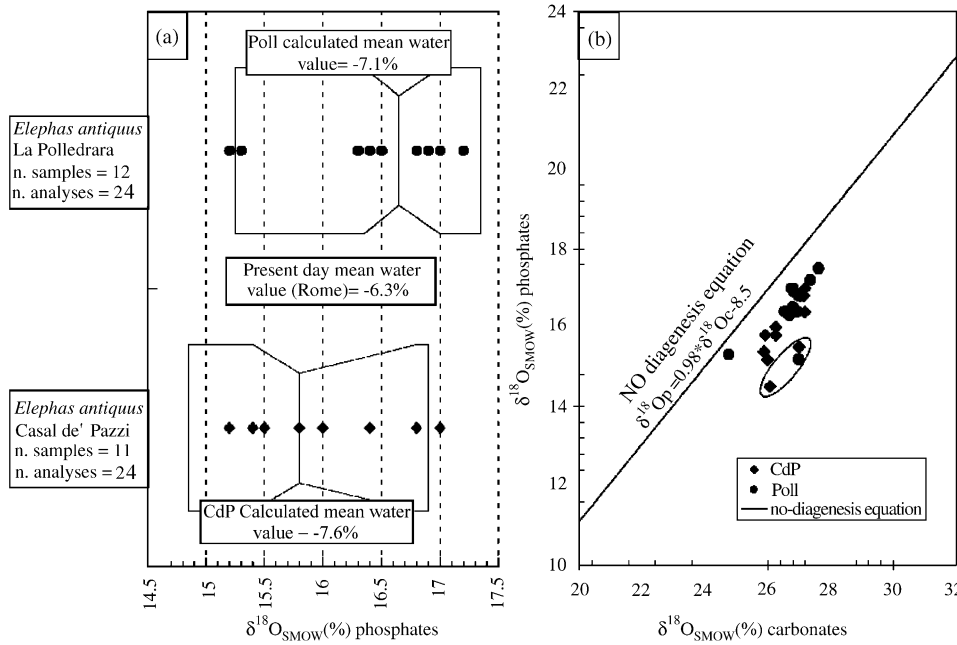 (a)
Poll calculated mean water
value= -7.1%
Elephas antiquus
La Polledrara
n. samples = 12
n. analyses = 24
Present day mean water
value (Rome)= -6.3%
Elephas antiquus
Casal de' Pazzi
n. samples = 11
n. analyses = 24
CdP Calculated mean water
value – -7.6%
14.5
15
15.5
16
16.5
17
17.5
δ¹⁸O_SMOW(%) phosphates
(b)
24
22
20
18
16
14
12
10
δ¹⁸O_SMOW(%) phosphates
NO diagenesis equation
δ¹⁸Op =0.98*δ¹⁸Oc-8.5
CdP
Poll
no-diagenesis equation
20
22
24
26
28
30
32
δ¹⁸O_SMOW(%) carbonates